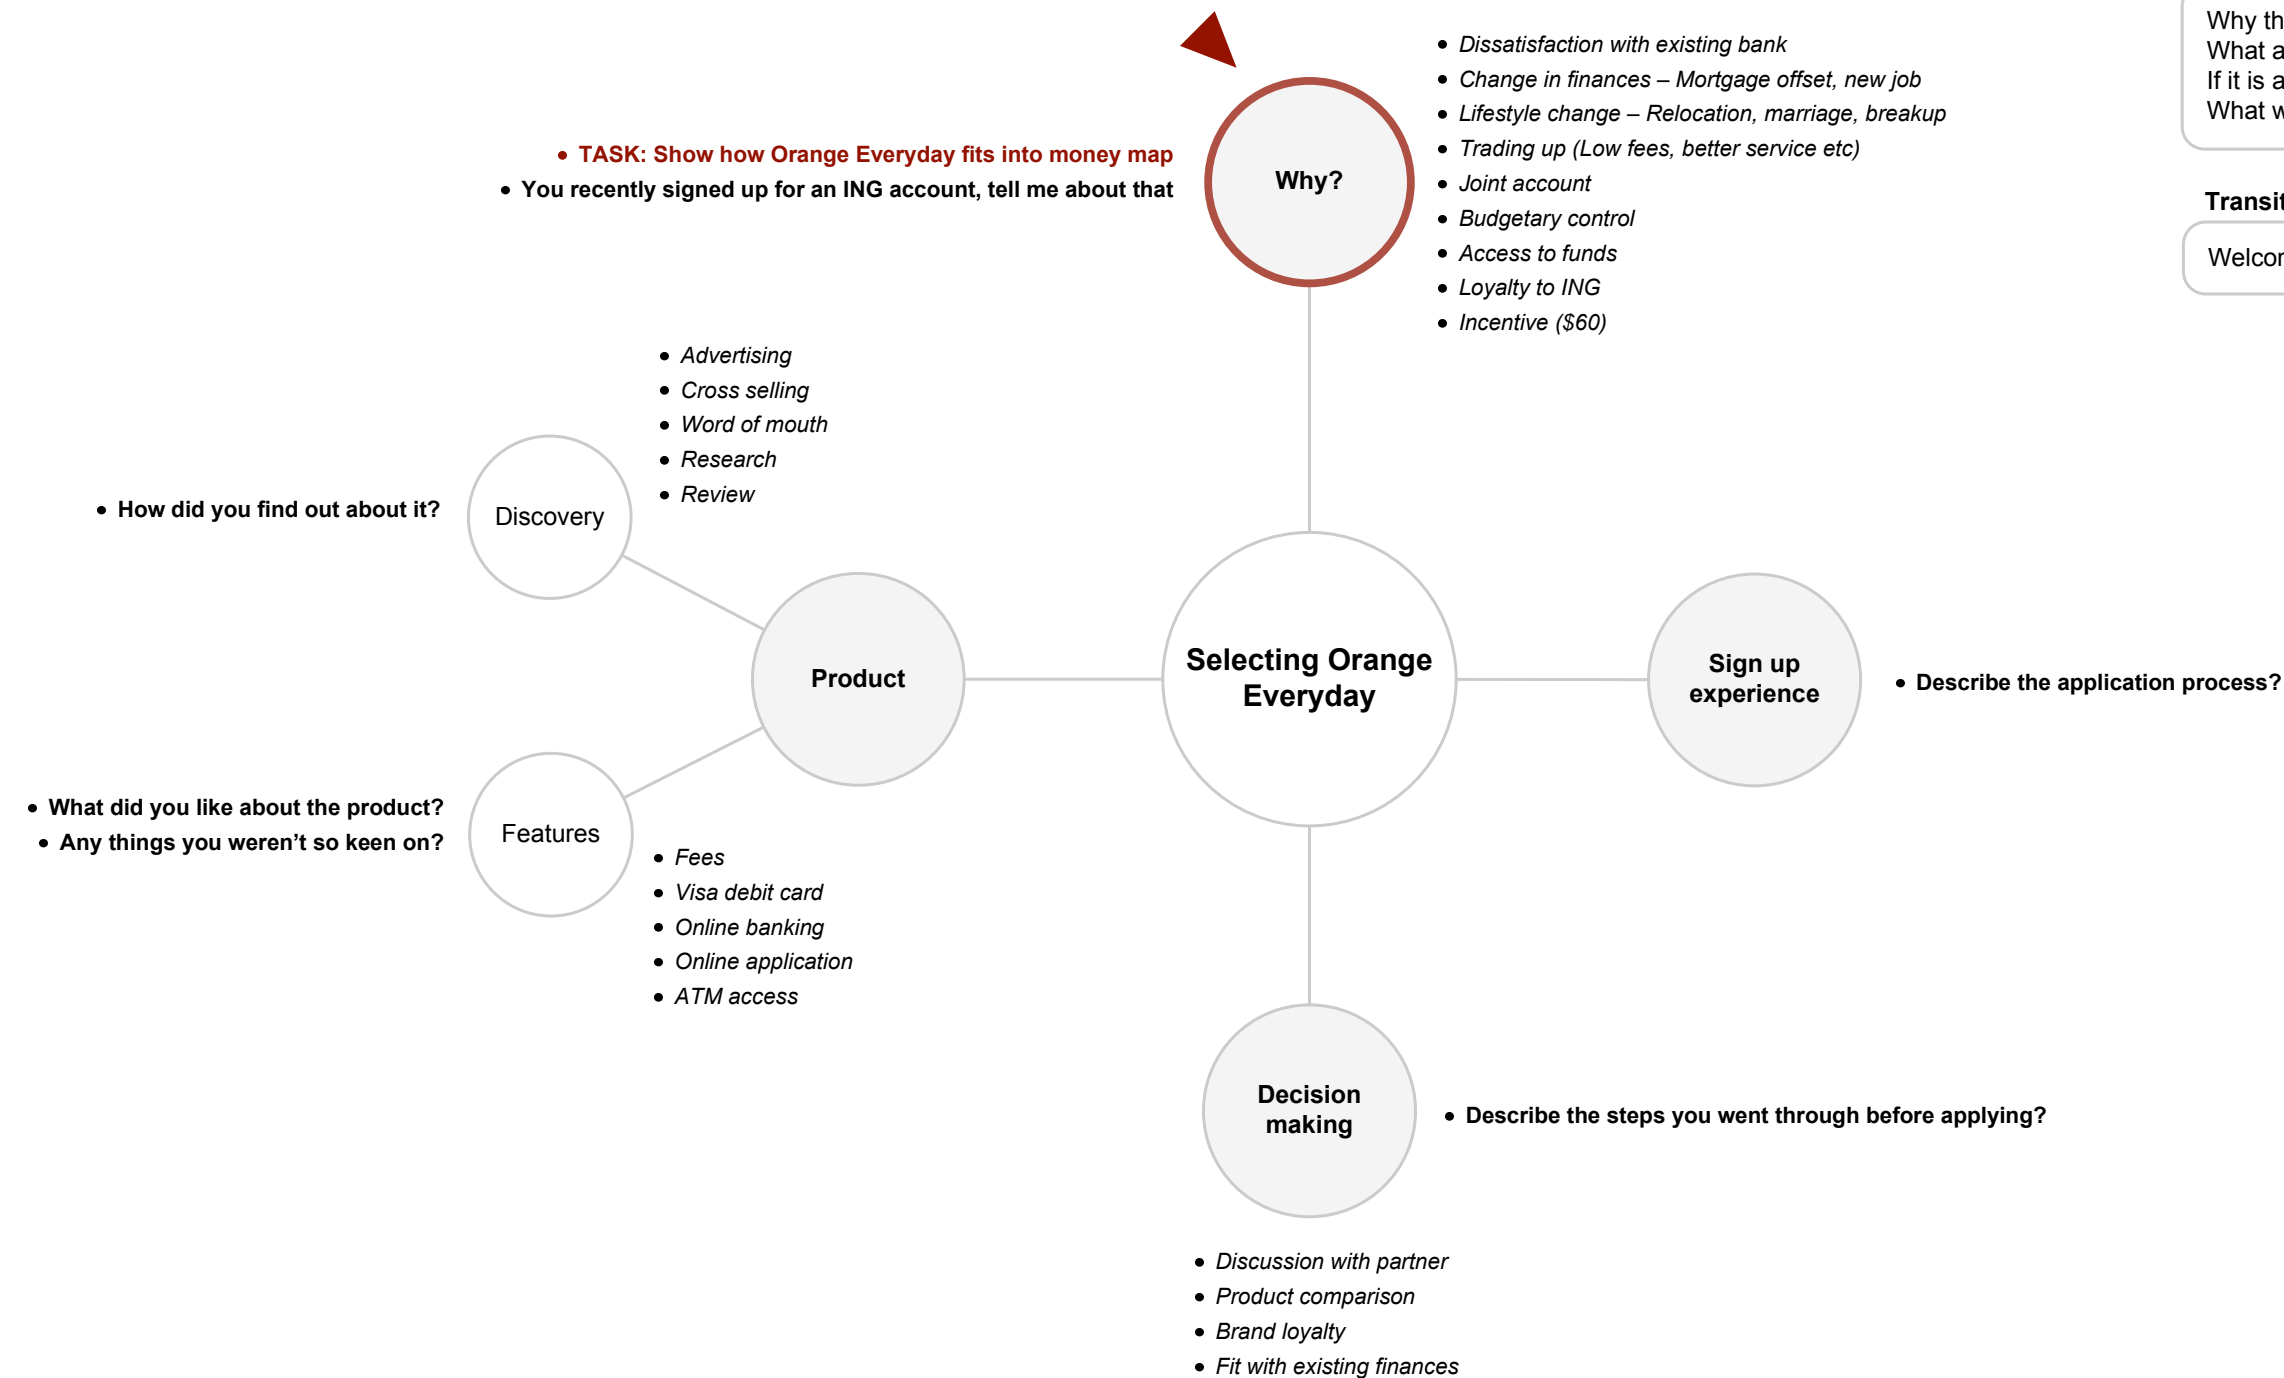 • Dissatisfaction with existing bank
• Change in finances – Mortgage offset, new job
• Lifestyle change – Relocation, marriage, breakup
• Trading up (Low fees, better service etc)
• Joint account
• Budgetary control
• Access to funds
• Loyalty to ING
• Incentive ($60)
Why?
• TASK: Show how Orange Everyday fits into money map
• You recently signed up for an ING account, tell me about that
Why
What
If it is
What
• Advertising
• Cross selling
• Word of mouth
• Research
• Review
• How did you find out about it?
Discovery
Product
Selecting Orange
Everyday
Sign up
experience
• Describe the application process?
• What did you like about the product?
• Any things you weren’t so keen on?
Features
• Fees
• Visa debit card
• Online banking
• Online application
• ATM access
Decision
making
• Describe the steps you went through before applying?
• Discussion with partner
• Product comparison
• Brand loyalty
• Fit with existing finances